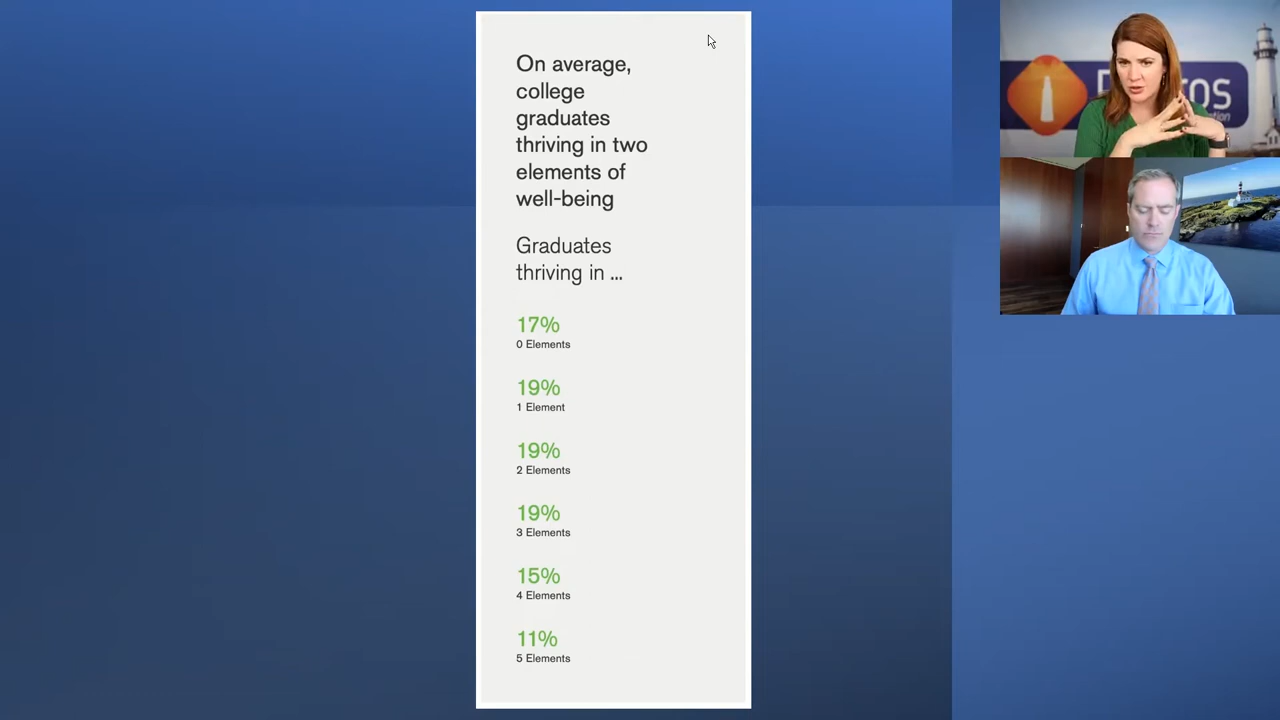 On average,
college
graduates
thriving in two
elements of
well-being
Graduates
thriving in ...
17%
0 Elements
19%
1 Element
19%
2 Elements
19%
3 Elements
15%
4 Elements
11%
5 Elements